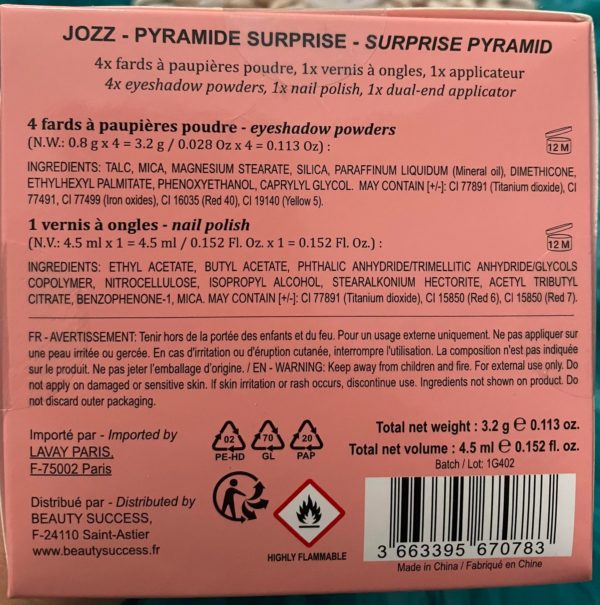 JOZZ - PYRAMIDE SURPRISE - SURPRISE PYRAMID
4x fards à paupières poudre, 1x vernis à ongles, 1x applicateur
4x eyeshadow powders, 1x nail polish, 1x dual-end applicator
4 fards à paupières poudre - eyeshadow powders
(N.W.: 0.8 g x 4 = 3.2 g / 0.028 Oz x 4 = 0.113 Oz) :
12 M
INGREDIENTS: TALC, MICA, MAGNESIUM STEARATE, SILICA, PARAFFINUM LIQUIDUM (Mineral oil), DIMETHICONE,
ETHYLHEXYL PALMITATE, PHENOXYETHANOL, CAPRYLYL GLYCOL. MAY CONTAIN [+/-]: CI 77891 (Titanium dioxide), CI
77491, CI 77499 (Iron oxides), CI 16035 (Red 40), CI 19140 (Yellow 5).
1 vernis à ongles - nail polish
(N.V.: 4.5 ml x 1 = 4.5 ml / 0.152 Fl. Oz. x 1 = 0.152 Fl. Oz.) :
12 M
INGREDIENTS: ETHYL ACETATE, BUTYL ACETATE, PHTHALIC ANHYDRIDE/TRIMELLITIC ANHYDRIDE/GLYCOLS
COPOLYMER, NITROCELLULOSE, ISOPROPYL ALCOHOL, STEARALKONIUM HECTORITE, ACETYL TRIBUTYL
CITRATE, BENZOPHENONE-1, MICA. MAY CONTAIN [+/-]: CI 77891 (Titanium dioxide), CI 15850 (Red 6), CI 15850 (Red 7).
FR - AVERTISSEMENT: Tenir hors de la portée des enfants et du feu. Pour un usage externe uniquement. Ne pas appliquer sur
une peau irritée ou gercée. En cas d'irritation ou d'éruption cutanée, interrompre l'utilisation. La composition n'est pas indiquée
sur le produit. Ne pas jeter l'emballage d'origine. / EN - WARNING: Keep away from children and fire. For external use only. Do
not apply on damaged or sensitive skin. If skin irritation or rash occurs, discontinue use. Ingredients not shown on product. Do
not discard outer packaging.
Importé par - Imported by
LAVAY PARIS,
F-75002 Paris
Distribué par - Distributed by
BEAUTY SUCCESS,
F-24110 Saint-Astier
www.beautysuccess.fr
02
PE-HD
70
GL
20
PAP
HIGHLY FLAMMABLE
Total net weight : 3.2 g ℮ 0.113 oz.
Total net volume : 4.5 ml ℮ 0.152 fl. oz.
Batch / Lot: 1G402
3 663395 670783
Made in China / Fabriqué en Chine